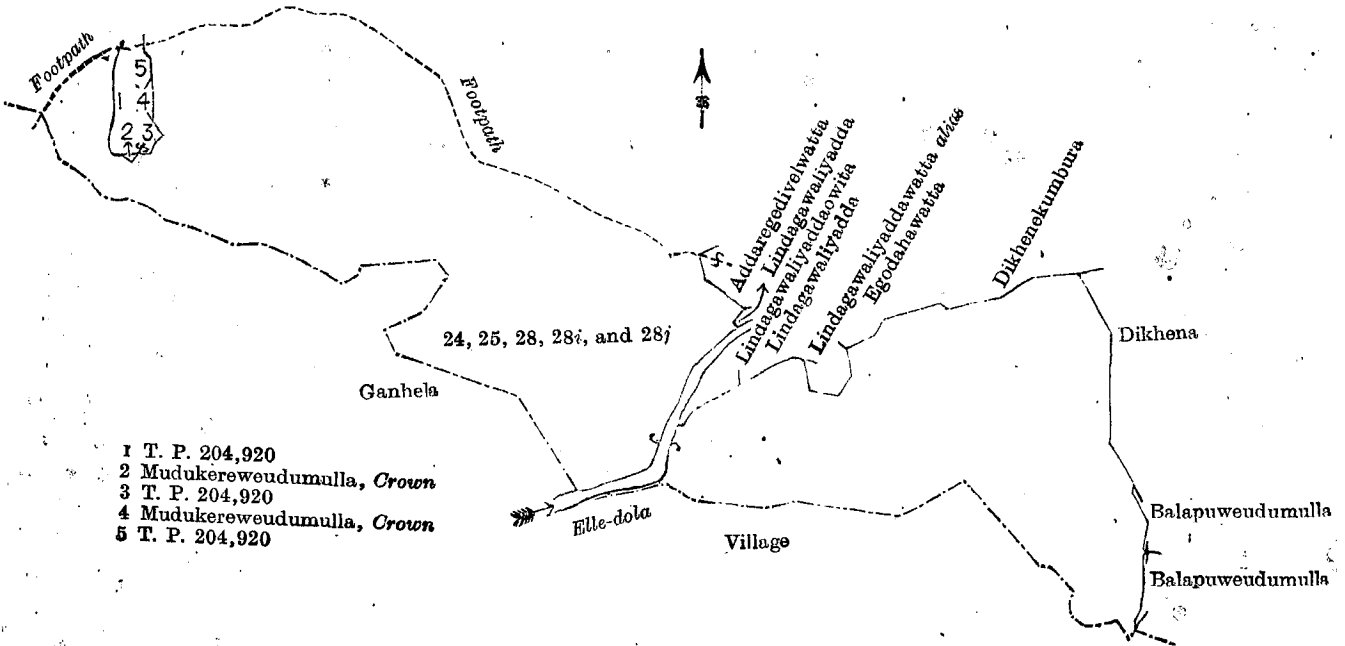 Footpath
5
1 4
2 3
Footpath
Addaregedivelwatta
Lindagawaliyadda
Lindagawaliyaddaowita
Lindagawaliyadda
Lindagawaliyaddawatta alias
Egodahawatta
Dikhenekumbura
24, 25, 28, 28i, and 28j
Dikhena
Ganhela
1 T. P. 204,920
2 Mudukereweudumulla, Crown
3 T. P. 204,920
4 Mudukereweudumulla, Crown
5 T. P. 204,920
Elle-dola
Village
Balapuweudumulla
Balapuweudumulla